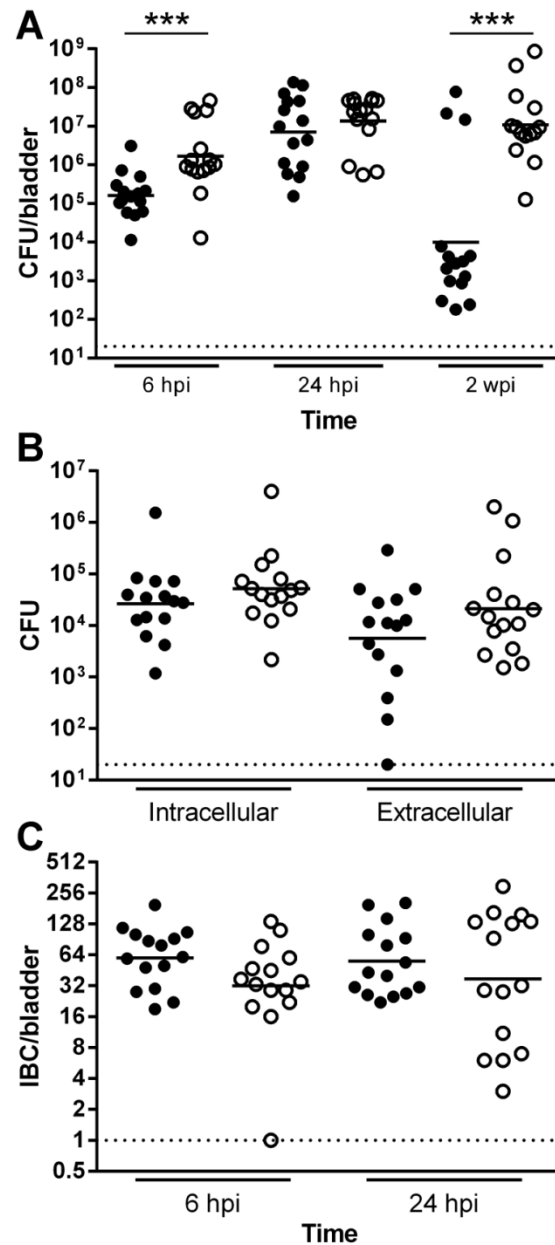 A
*** ***
10⁹
10⁸
10⁷
10⁶
10⁵
10⁴
10³
10²
10¹
CFU/bladder
6 hpi 24 hpi 2 wpi
Time
B
10⁷
10⁶
10⁵
10⁴
10³
10²
10¹
CFU
Intracellular Extracellular
C
512
256
128
64
32
16
8
4
2
1
0.5
IBC/bladder
6 hpi 24 hpi
Time